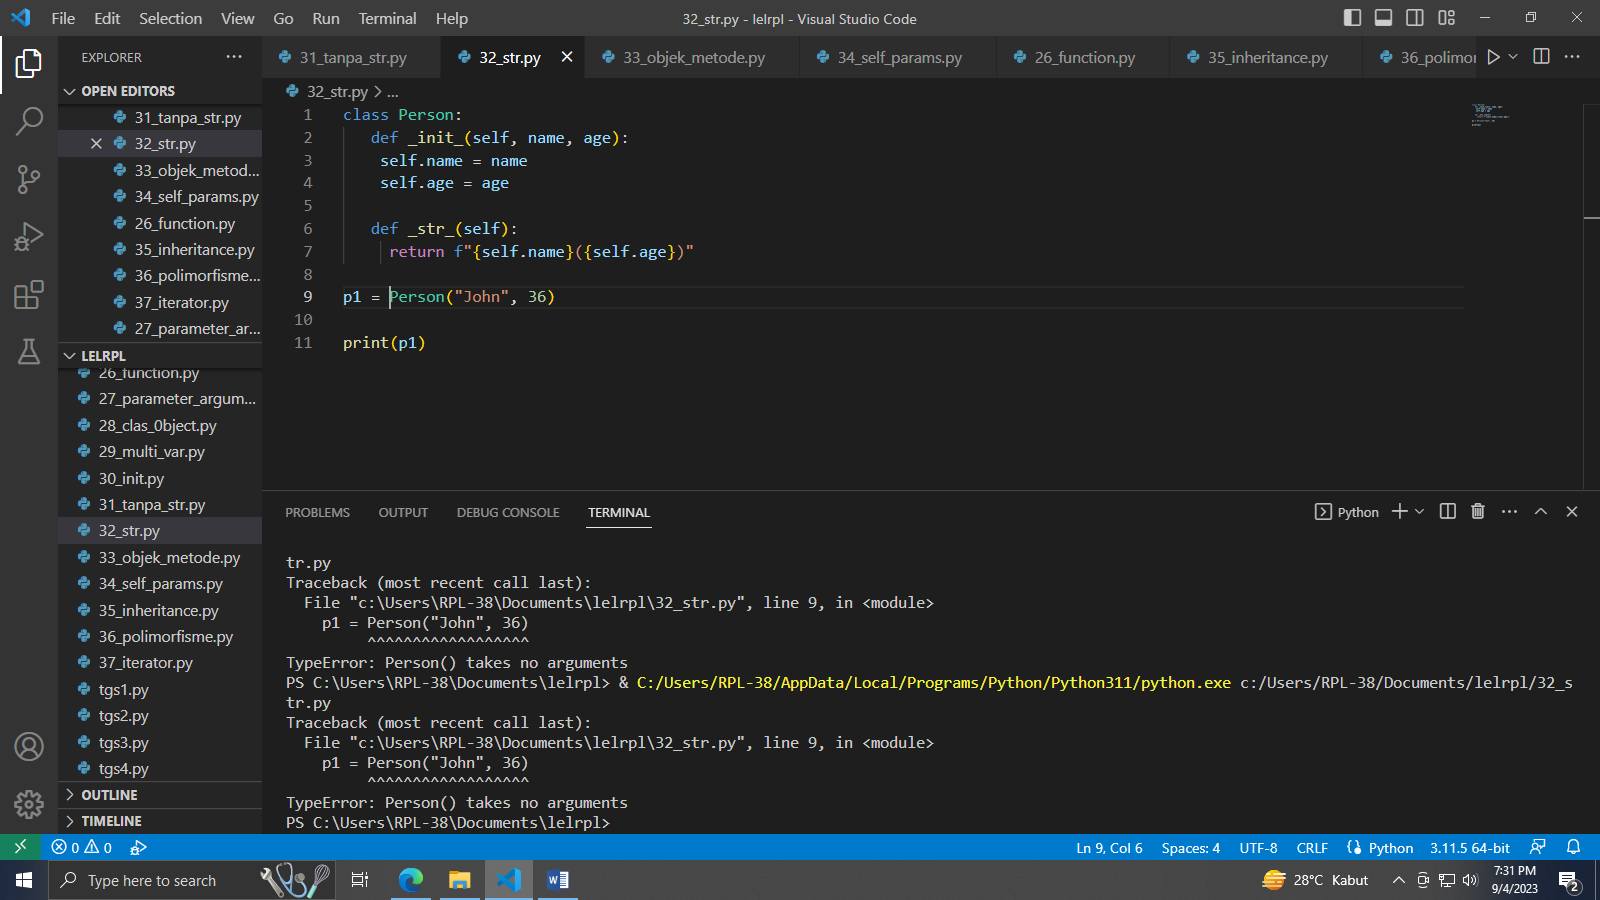 File Edit Selection View Go Run Terminal Help
32_str.py - lelrpl - Visual Studio Code
EXPLORER ...
31_tanpa_str.py 32_str.py 33_objek_metode.py 34_self_params.py 26_function.py 35_inheritance.py 36_polimor
OPEN EDITORS
31_tanpa_str.py
32_str.py
33_objek_metod...
34_self_params.py
26_function.py
35_inheritance.py
36_polimorfisme...
37_iterator.py
27_parameter_ar...
LELRPL
26_function.py
27_parameter_argum...
28_clas_0bject.py
29_multi_var.py
30_init.py
31_tanpa_str.py
32_str.py
33_objek_metode.py
34_self_params.py
35_inheritance.py
36_polimorfisme.py
37_iterator.py
tgs1.py
tgs2.py
tgs3.py
tgs4.py
OUTLINE
TIMELINE
32_str.py > ...
1 class Person:
2 def _init_(self, name, age):
3 self.name = name
4 self.age = age
5
6 def _str_(self):
7 return f"{self.name}({self.age})"
8
9 p1 = Person("John", 36)
10
11 print(p1)
PROBLEMS OUTPUT DEBUG CONSOLE TERMINAL
Python
tr.py
Traceback (most recent call last):
File "c:\Users\RPL-38\Documents\lelrpl\32_str.py", line 9, in <module>
p1 = Person("John", 36)
^^^^^^^^^^^^^^^^^^
TypeError: Person() takes no arguments
PS C:\Users\RPL-38\Documents\lelrpl> & C:/Users/RPL-38/AppData/Local/Programs/Python/Python311/python.exe c:/Users/RPL-38/Documents/lelrpl/32_s
tr.py
Traceback (most recent call last):
File "c:\Users\RPL-38\Documents\lelrpl\32_str.py", line 9, in <module>
p1 = Person("John", 36)
^^^^^^^^^^^^^^^^^^
TypeError: Person() takes no arguments
PS C:\Users\RPL-38\Documents\lelrpl>
0 0
Ln 9, Col 6 Spaces: 4 UTF-8 CRLF Python 3.11.5 64-bit
Type here to search
28°C Kabut
7:31 PM
9/4/2023
2